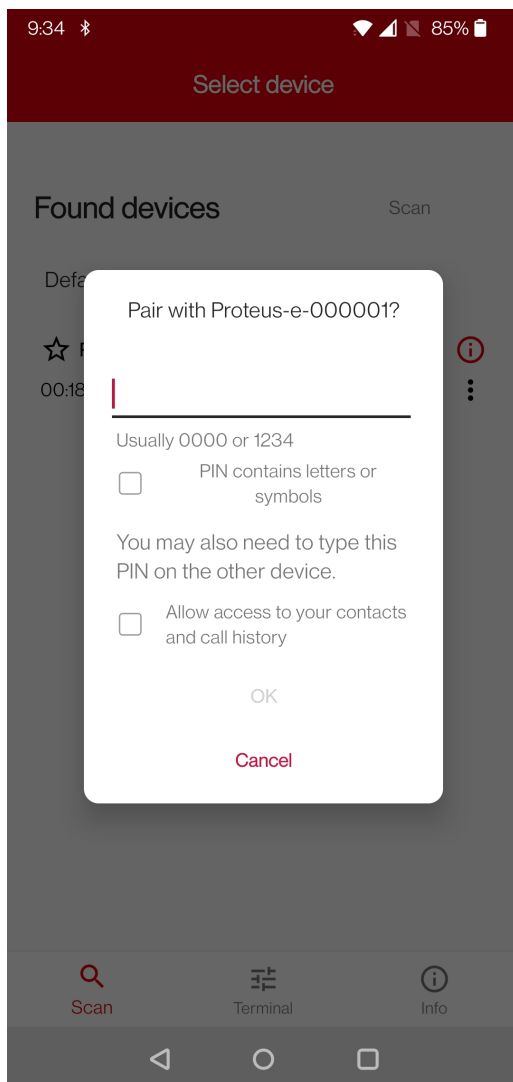 9:34
85%
Select device
Found devices
Scan
Defa
00:18
Pair with Proteus-e-000001?
Usually 0000 or 1234
PIN contains letters or
symbols
You may also need to type this
PIN on the other device.
Allow access to your contacts
and call history
OK
Cancel
Scan
Terminal
Info